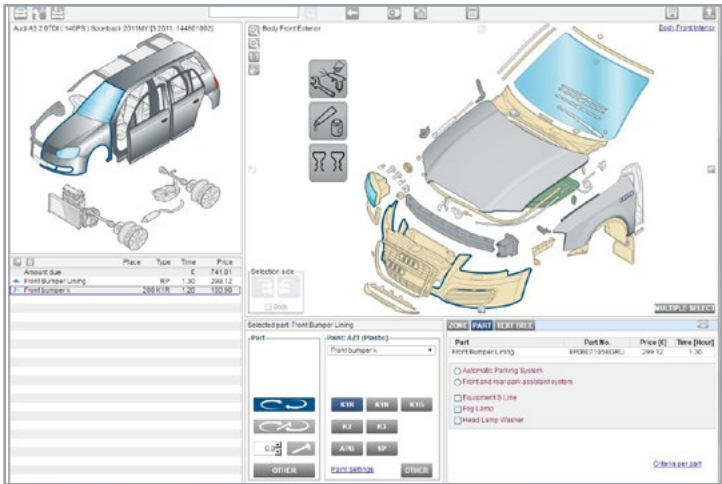 Audi A3 2.0TDI ( 140PS ) Sportback 2011MY
Body Front Exterior
Body Front Interior
Place Type Time Price
Amount due £ 741.01
Front Bumper Lining RP 1.30 299.12
Front bumper k 200 K1R 1.20
Selection side
Both
MULTIPLE SELECT
Selected part: Front Bumper Lining
Part
Paint: AZT (Plastic)
Front bumper k
K1R K1N K1G
K2 K3
0.0
APG SP
OTHER
Paint Settings
OTHER
ZONE PART TEXT TREE
Part Part No. Price [£] Time [Hour]
Front Bumper Lining 299.12 1.30
Automatic Parking System
Front and rear park assistant system
Equipment S Line
Fog Lamp
Head Lamp Washer
Criteria per part